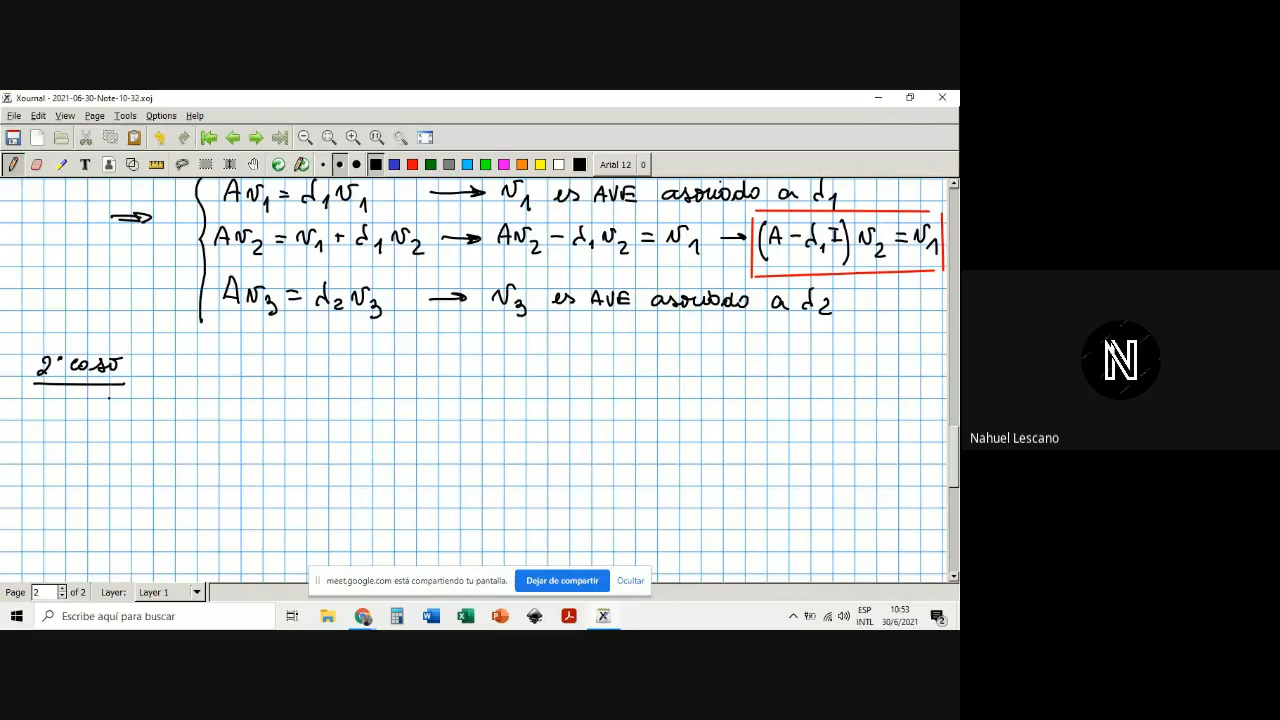 Xournal - 2021-06-30-Note-10-32.xoj
File Edit View Page Tools Options Help
Arial 12 0
Av₁ = λ₁v₁ → v₁ es AVE asociado a λ₁
⇒ Av₂ = v₁ + λ₁v₂ → Av₂ - λ₁v₂ = v₁ → (A - λ₁I) v₂ = v₁
Av₃ = λ₂v₃ → v₃ es AVE asociado a λ₂
2° caso
N
Nahuel Lescano
meet.google.com está compartiendo tu pantalla. Dejar de compartir Ocultar
Page 2 of 2 Layer: Layer 1
Escribe aquí para buscar
ESP 10:53
INTL 30/6/2021
2